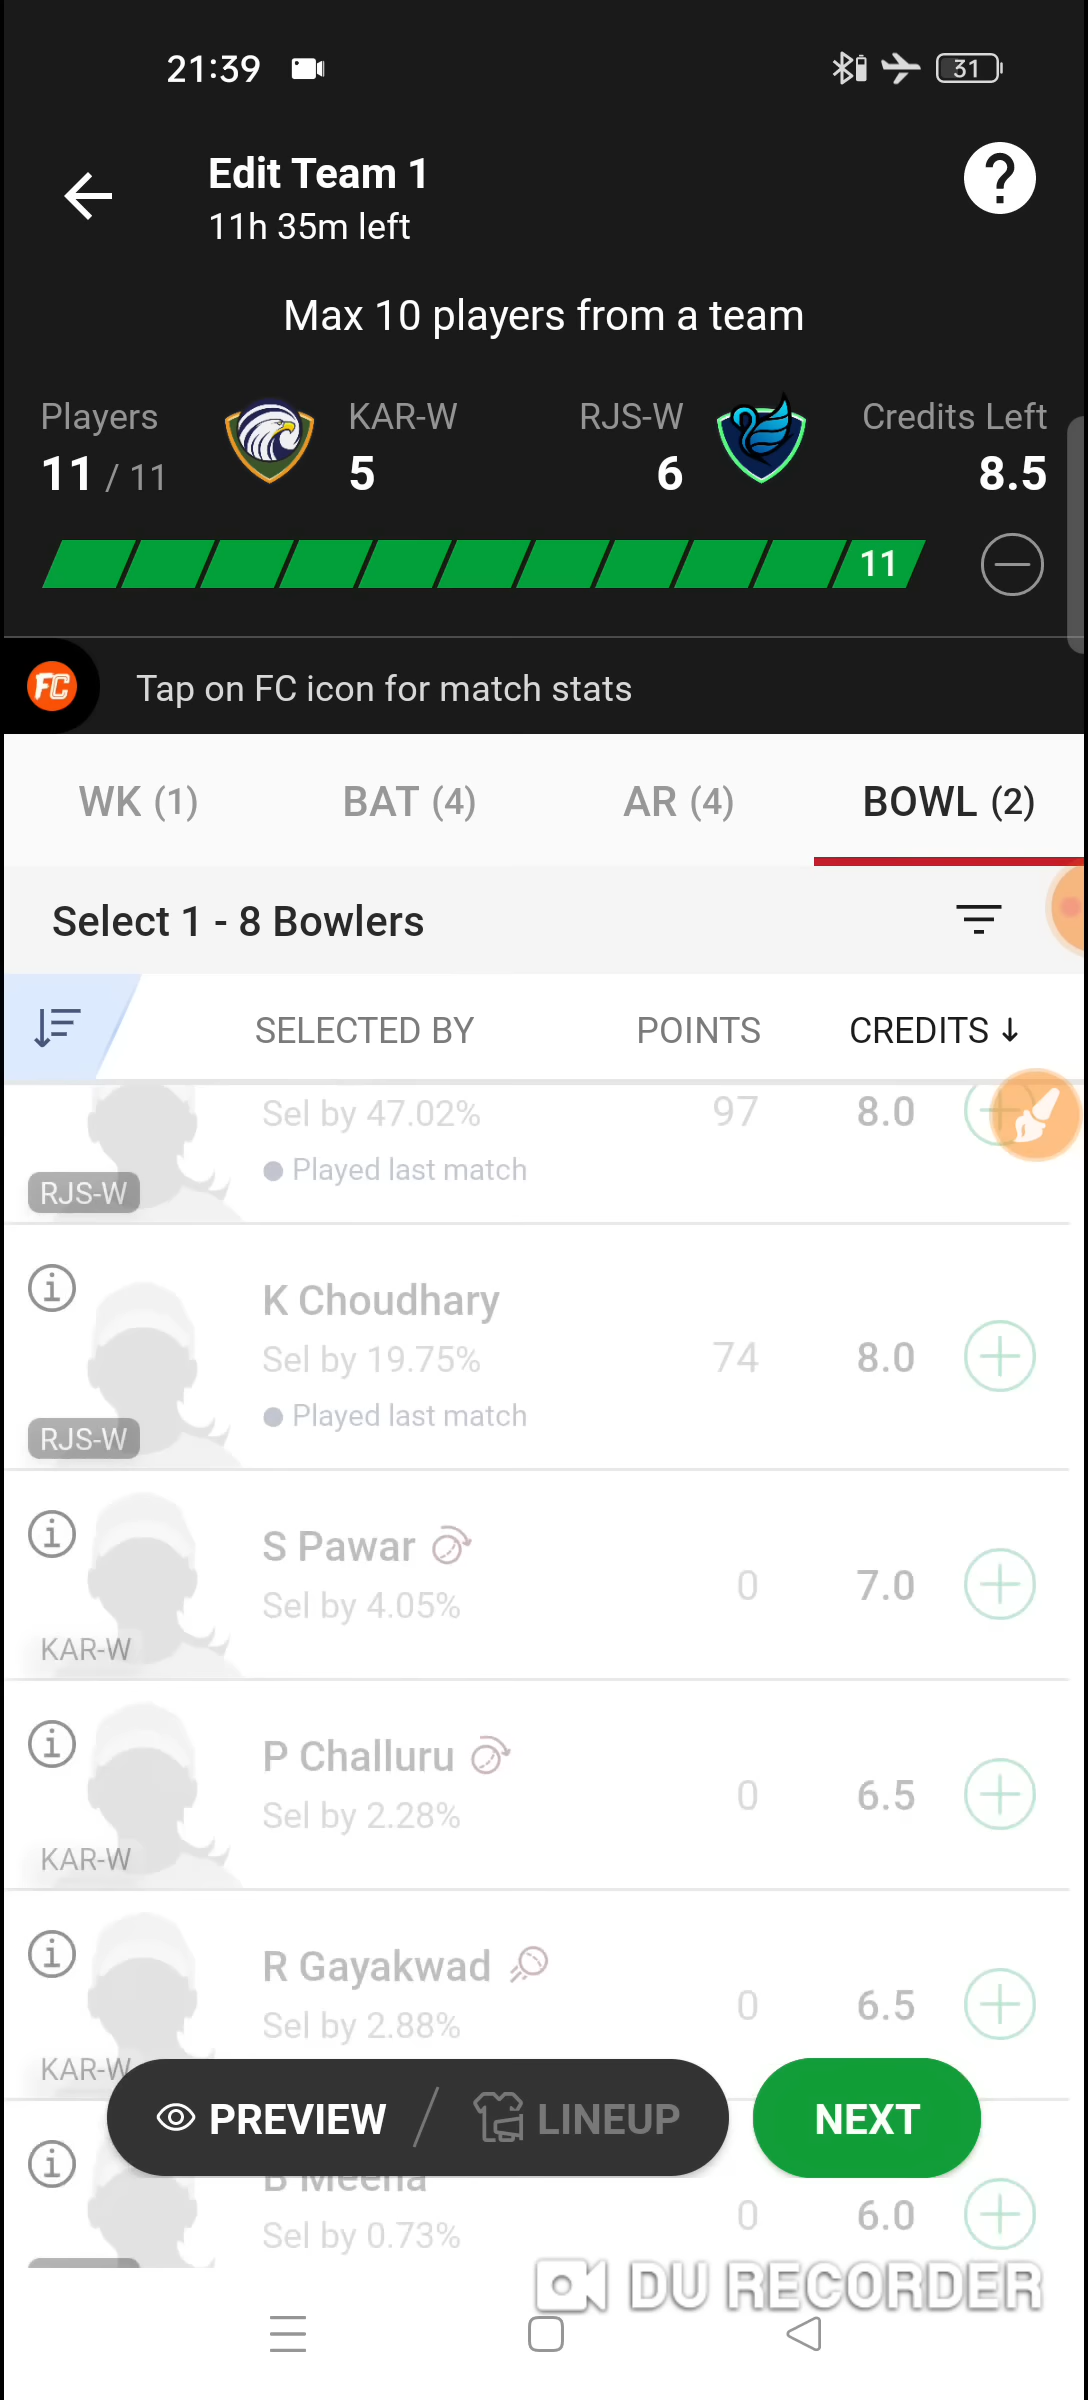 21:39
31
Edit Team 1
11h 35m left
Max 10 players from a team
Players KAR-W RJS-W Credits Left
11 / 11 5 6 8.5
11
FC Tap on FC icon for match stats
WK (1) BAT (4) AR (4) BOWL (2)
Select 1 - 8 Bowlers
SELECTED BY POINTS CREDITS ↓
Sel by 47.02% 97 8.0
Played last match
RJS-W
K Choudhary
Sel by 19.75% 74 8.0
Played last match
RJS-W
S Pawar
Sel by 4.05% 0 7.0
KAR-W
P Challuru
Sel by 2.28% 0 6.5
KAR-W
R Gayakwad
Sel by 2.88% 0 6.5
KAR-W
PREVIEW / LINEUP NEXT
B Meena
Sel by 0.73% 0 6.0
DU RECORDER